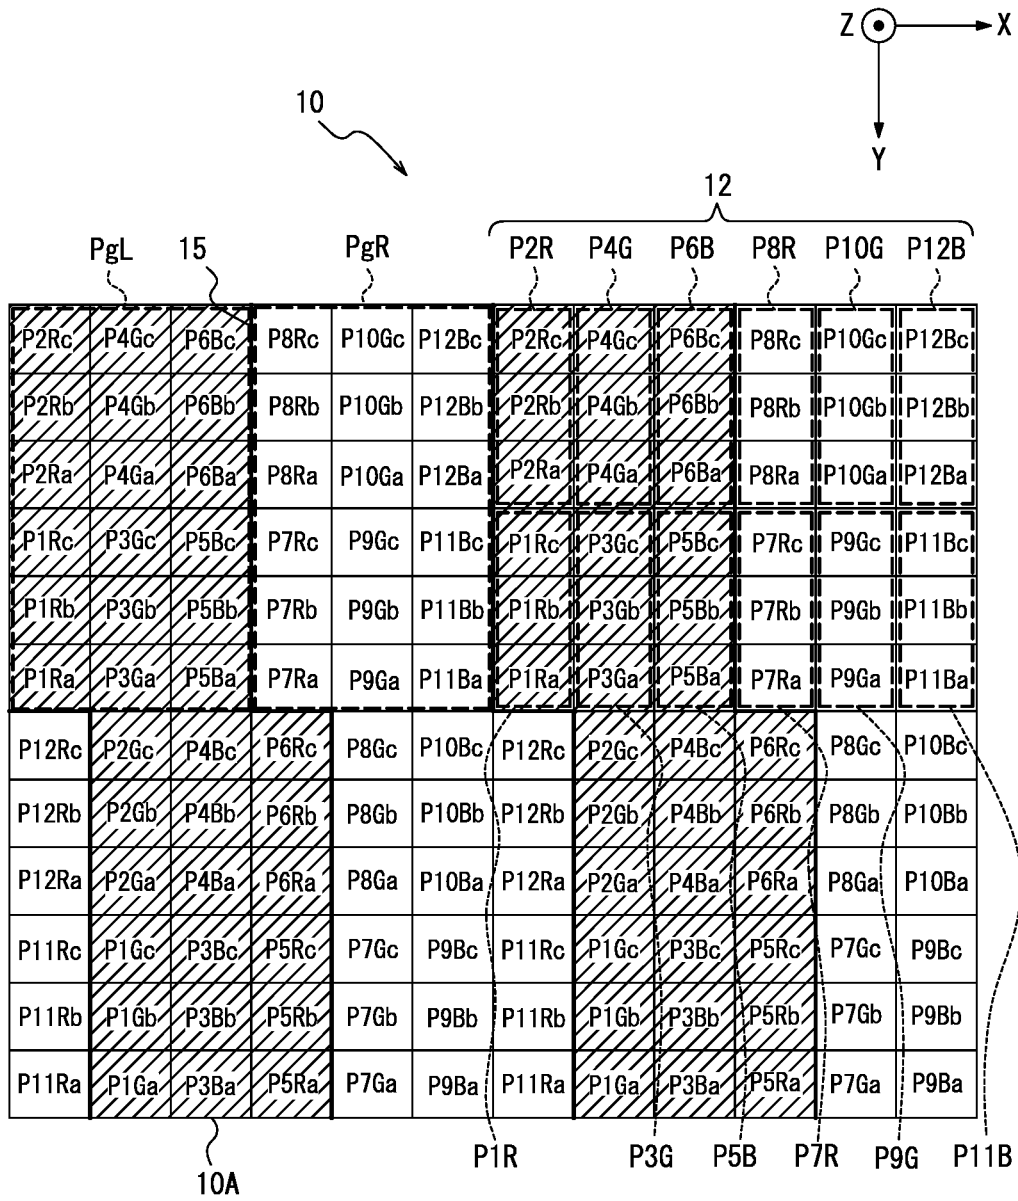 Z X
10
Y
12
PgL 15 PgR P2R P4G P6B P8R P10G P12B
P2Rc P4Gc P6Bc P8Rc P10Gc P12Bc P2Rc P4Gc P6Bc P8Rc P10Gc P12Bc
P2Rb P4Gb P6Bb P8Rb P10Gb P12Bb P2Rb P4Gb P6Bb P8Rb P10Gb P12Bb
P2Ra P4Ga P6Ba P8Ra P10Ga P12Ba P2Ra P4Ga P6Ba P8Ra P10Ga P12Ba
P1Rc P3Gc P5Bc P7Rc P9Gc P11Bc P1Rc P3Gc P5Bc P7Rc P9Gc P11Bc
P1Rb P3Gb P5Bb P7Rb P9Gb P11Bb P1Rb P3Gb P5Bb P7Rb P9Gb P11Bb
P1Ra P3Ga P5Ba P7Ra P9Ga P11Ba P1Ra P3Ga P5Ba P7Ra P9Ga P11Ba
P12Rc P2Gc P4Bc P6Rc P8Gc P10Bc P12Rc P2Gc P4Bc P6Rc P8Gc P10Bc
P12Rb P2Gb P4Bb P6Rb P8Gb P10Bb P12Rb P2Gb P4Bb P6Rb P8Gb P10Bb
P12Ra P2Ga P4Ba P6Ra P8Ga P10Ba P12Ra P2Ga P4Ba P6Ra P8Ga P10Ba
P11Rc P1Gc P3Bc P5Rc P7Gc P9Bc P11Rc P1Gc P3Bc P5Rc P7Gc P9Bc
P11Rb P1Gb P3Bb P5Rb P7Gb P9Bb P11Rb P1Gb P3Bb P5Rb P7Gb P9Bb
P11Ra P1Ga P3Ba P5Ra P7Ga P9Ba P11Ra P1Ga P3Ba P5Ra P7Ga P9Ba
10A P1R P3G P5B P7R P9G P11B